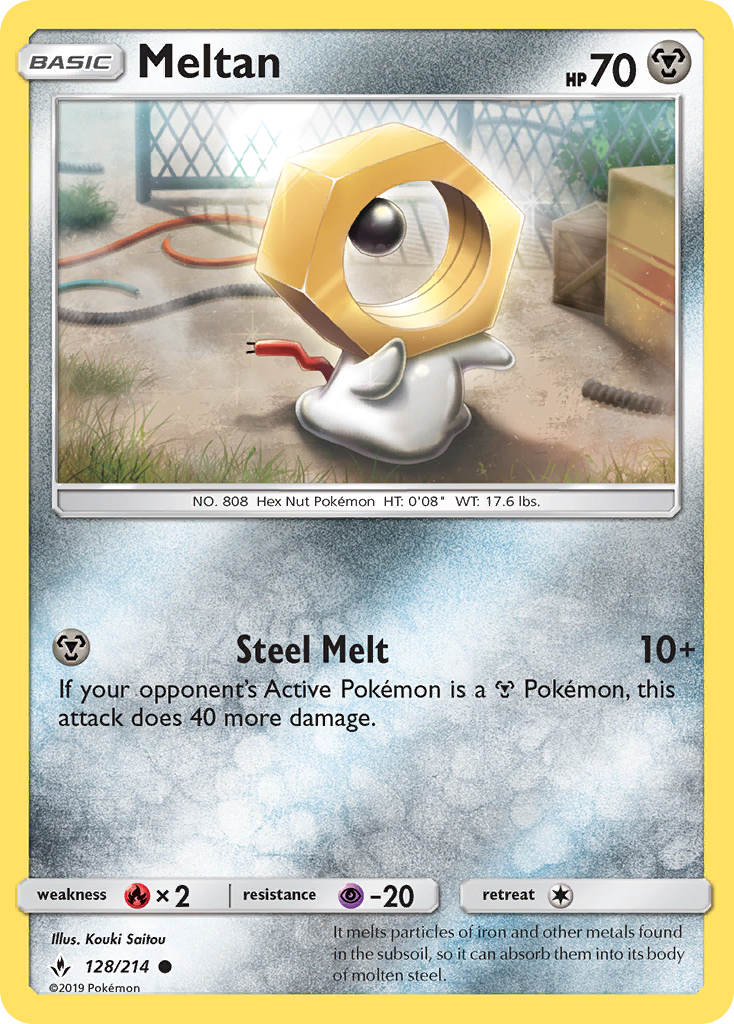 BASIC Meltan HP 70
NO. 808 Hex Nut Pokémon HT: 0'08" WT: 17.6 lbs.
Steel Melt 10+
If your opponent's Active Pokémon is a Pokémon, this
attack does 40 more damage.
weakness × 2 resistance -20 retreat
Illus. Kouki Saitou
128/214
©2019 Pokémon
It melts particles of iron and other metals found
in the subsoil, so it can absorb them into its body
of molten steel.